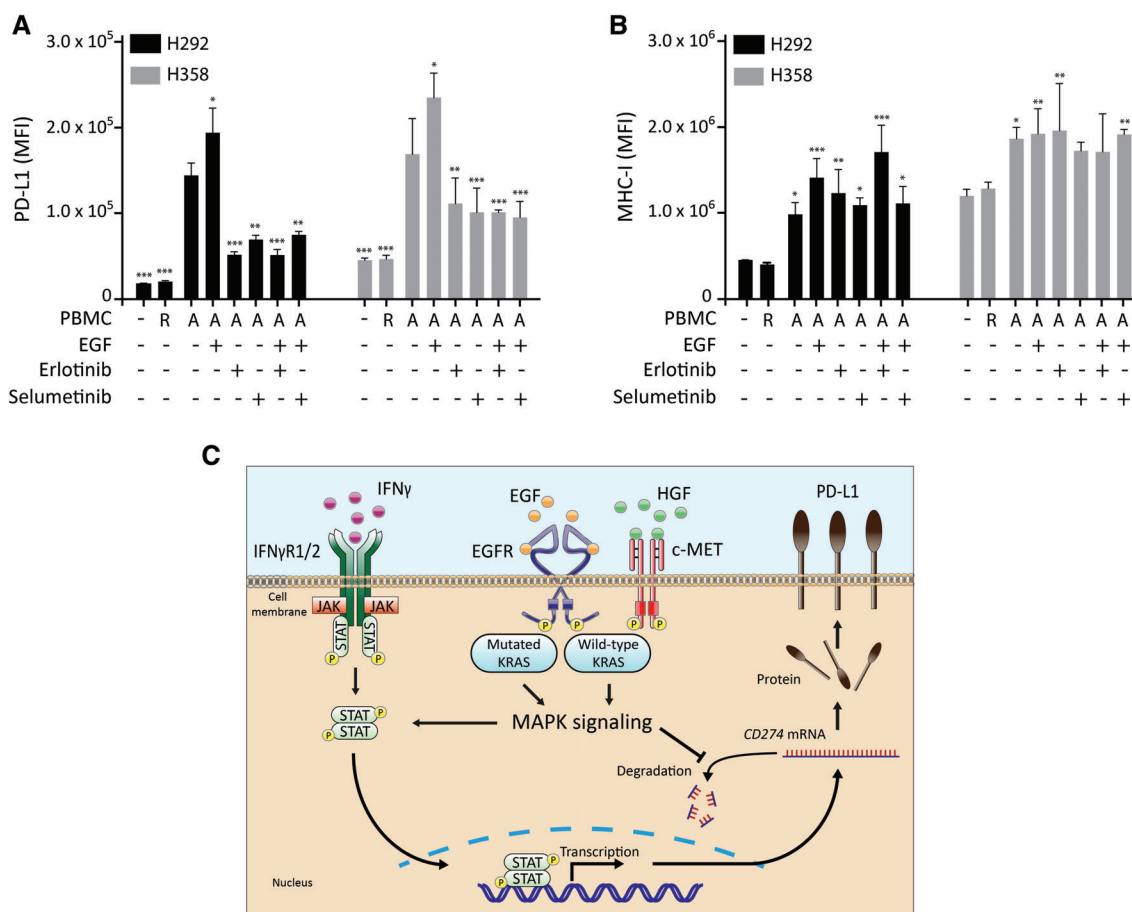 A
3.0 x 10⁵
2.0 x 10⁵
1.0 x 10⁵
0
PD-L1 (MFI)
H292
H358
*** *** * *** ** *** ** *** *** * ** *** *** ***
PBMC - R A A A A A A - R A A A A A A
EGF - - - + - - + + - - - + - - + +
Erlotinib - - - - + - + - - - - - + - + -
Selumetinib - - - - - + - + - - - - - + - +
B
3.0 x 10⁶
2.0 x 10⁶
1.0 x 10⁶
0
MHC-I (MFI)
H292
H358
* *** ** * *** * * ** ** **
PBMC - R A A A A A A - R A A A A A A
EGF - - - + - - + + - - - + - - + +
Erlotinib - - - - + - + - - - - - + - + -
Selumetinib - - - - - + - + - - - - - + - +
C
IFNγ
EGF
HGF
PD-L1
IFNγR1/2
EGFR
c-MET
Cell
membrane
JAK JAK
STAT STAT
P P
P P
P P
Mutated
KRAS
Wild-type
KRAS
Protein
STAT P
P STAT
MAPK signaling
CD274 mRNA
Degradation
Transcription
STAT P
P STAT
Nucleus